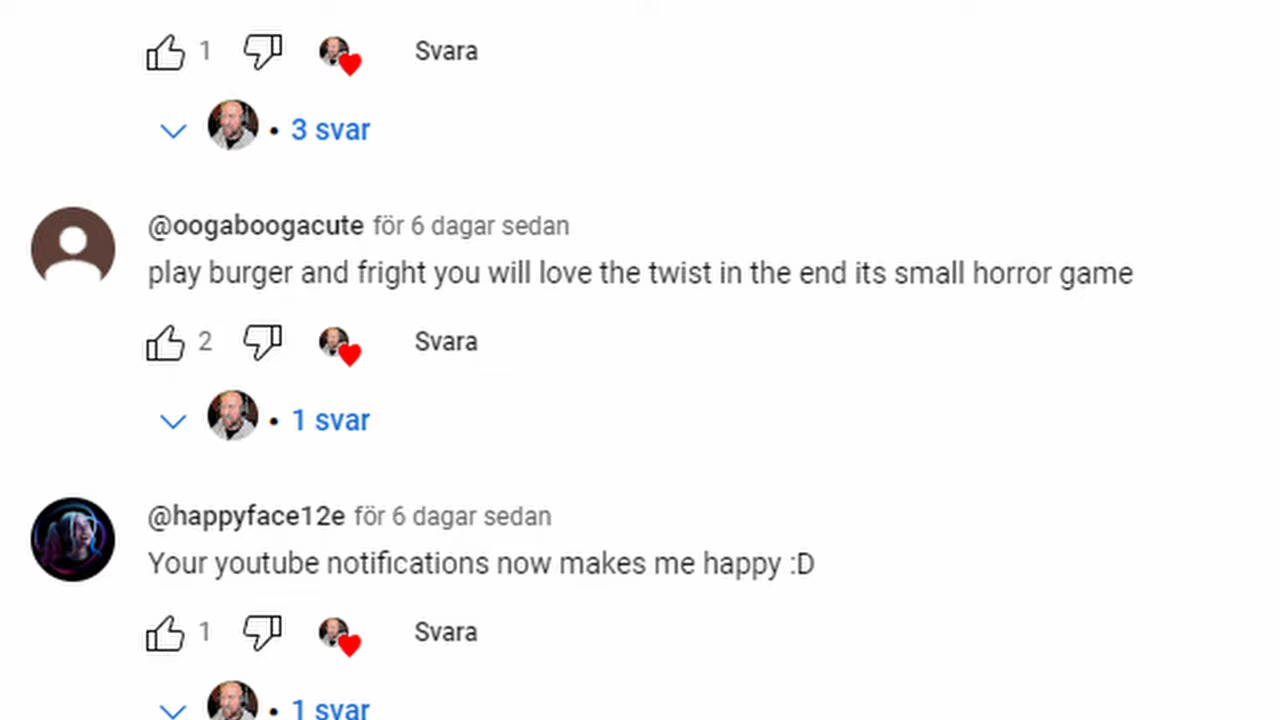 1 Svara
• 3 svar
@oogaboogacute för 6 dagar sedan
play burger and fright you will love the twist in the end its small horror game
2 Svara
• 1 svar
@happyface12e för 6 dagar sedan
Your youtube notifications now makes me happy :D
1 Svara
• 1 svar